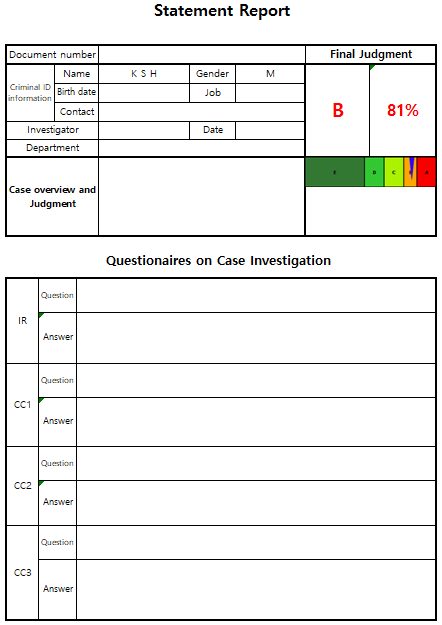 Statement Report
Document number
Final Judgment
Criminal ID information
Name
K S H
Gender
M
Birth date
Job
Contact
B
81%
Investigator
Date
Department
Case overview and Judgment
C
A
Questionaires on Case Investigation
IR
Question
Answer
CC1
Question
Answer
CC2
Question
Answer
CC3
Question
Answer